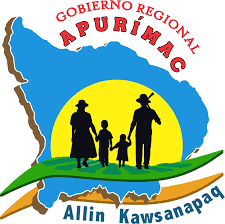 GOBIERNO REGIONAL
APURÍMAC
Allin Kawsanapaq